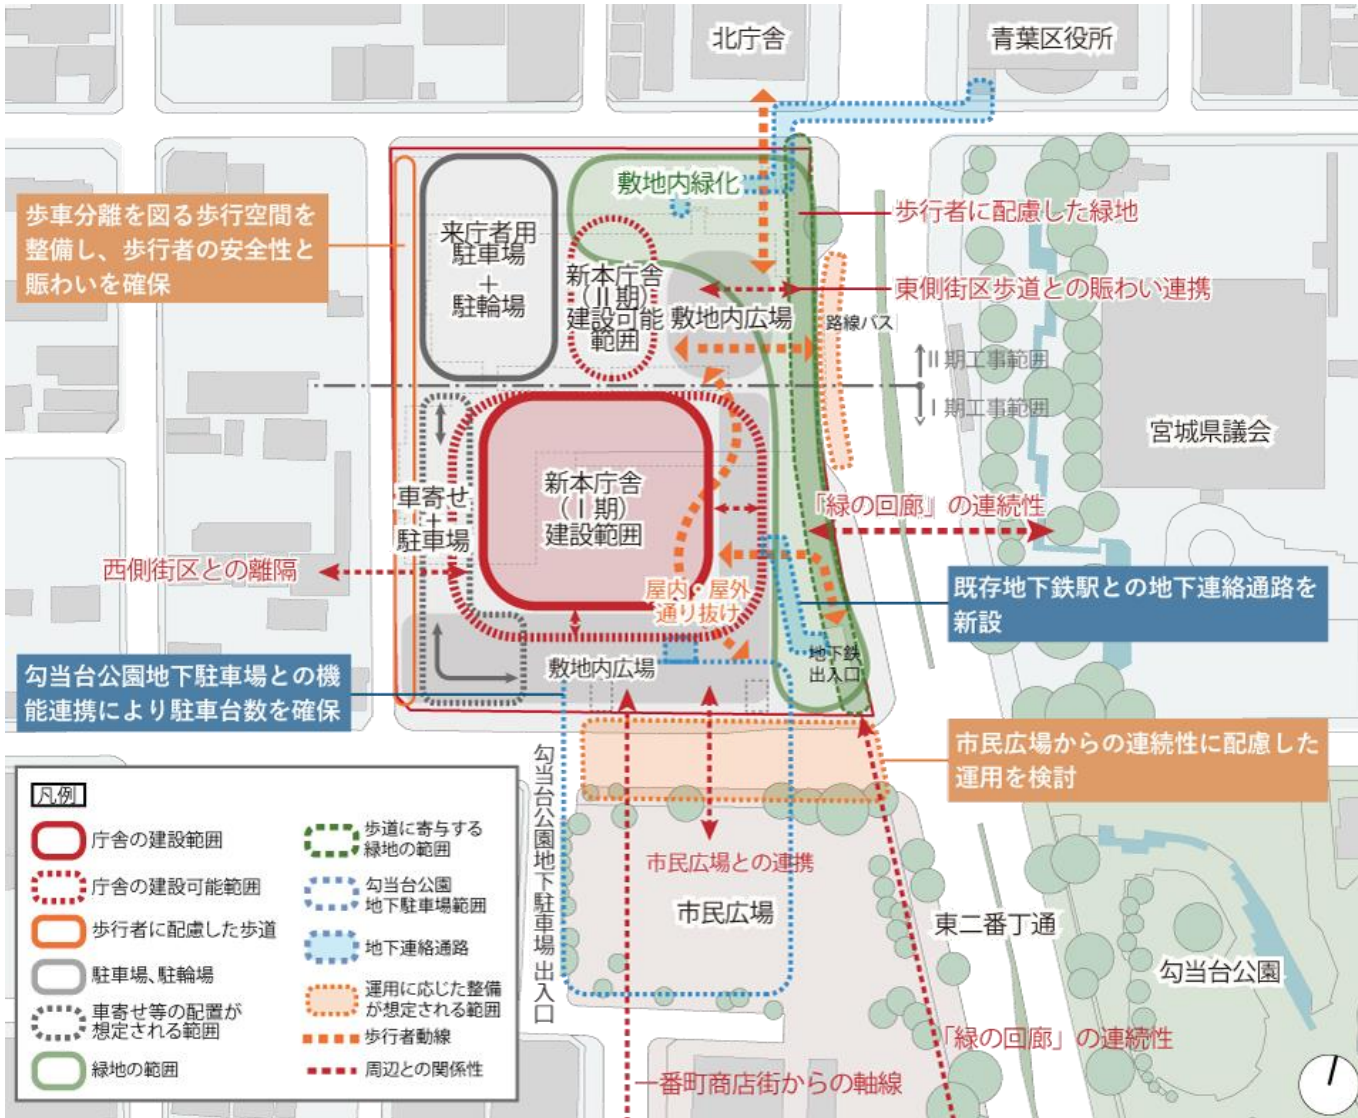 北庁舎
青葉区役所
敷地内緑化
歩行者に配慮した緑地
歩車分離を図る歩行空間を
整備し、歩行者の安全性と
賑わいを確保
来庁者用
駐車場
＋
駐輪場
新本庁舎
（Ⅱ期）
建設可能
範囲
敷地内広場
東側街区歩道との賑わい連携
路線バス
Ⅱ期工事範囲
Ⅰ期工事範囲
宮城県議会
新本庁舎
（Ⅰ期）
建設範囲
車寄せ
＋
駐車場
「緑の回廊」の連続性
西側街区との離隔
屋内・屋外
通り抜け
既存地下鉄駅との地下連絡通路を
新設
地下鉄
出入口
敷地内広場
勾当台公園地下駐車場との機
能連携により駐車台数を確保
市民広場からの連続性に配慮した
運用を検討
勾当台公園地下駐車場 出入口
市民広場との連携
市民広場
東二番丁通
勾当台公園
「緑の回廊」の連続性
一番町商店街からの軸線
凡例
庁舎の建設範囲
庁舎の建設可能範囲
歩行者に配慮した歩道
駐車場、駐輪場
車寄せ等の配置が
想定される範囲
緑地の範囲
歩道に寄与する
緑地の範囲
勾当台公園
地下駐車場範囲
地下連絡通路
運用に応じた整備
が想定される範囲
歩行者動線
周辺との関係性